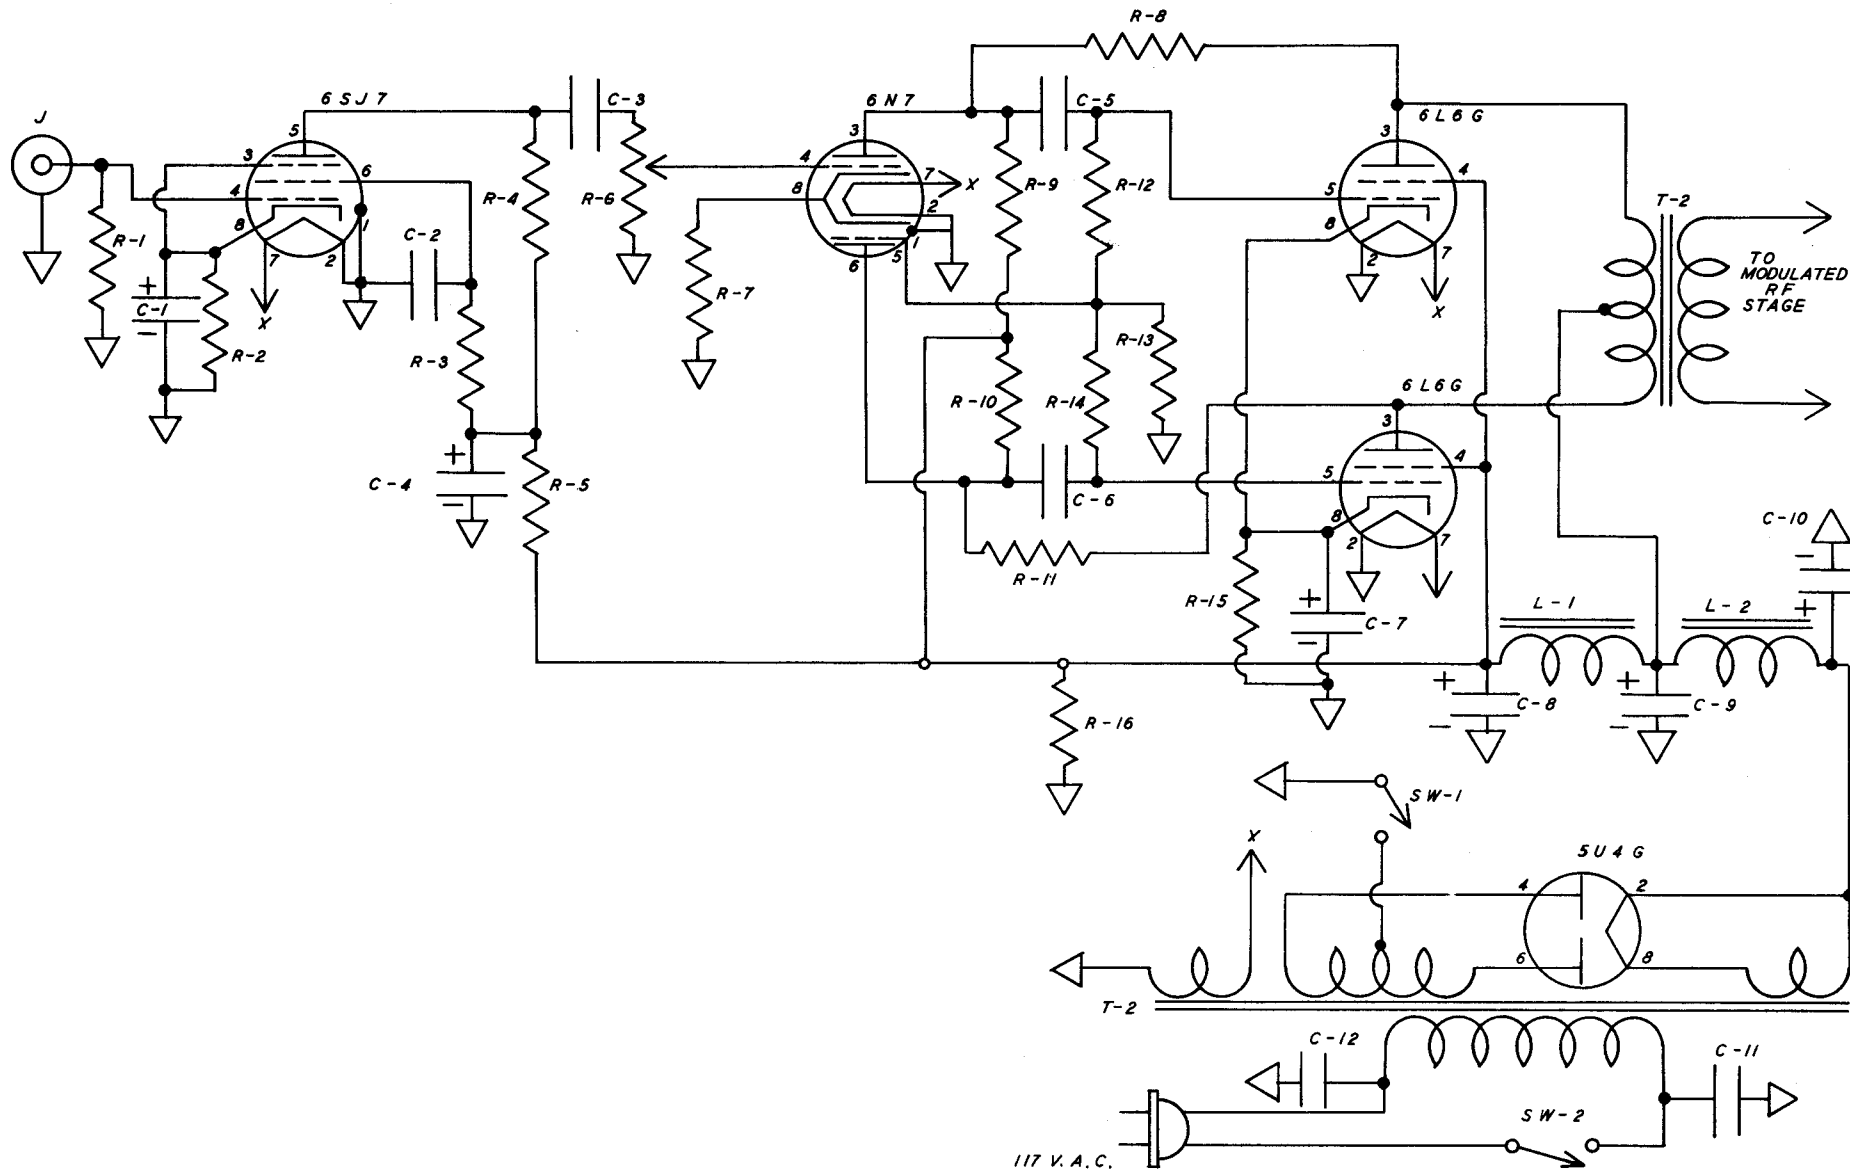 R-8
6SJ7
C-3
6N7
C-5
6L6G
J
5
3
3
3
6
4
4
4
R-4
R-6
7
X
R-9
R-12
5
8
8
2
8
T-2
R-1
1
C-2
1
7
2
5
6
2
7
+
C-1
-
X
R-2
R-3
R-7
X
TO
MODULATED
RF
STAGE
R-13
R-10
R-14
6L6G
3
+
C-4
-
R-5
C-6
5
4
8
2
7
C-10
-
+
R-11
R-15
+
C-7
-
L-1
L-2
+
C-8
-
+
C-9
-
R-16
SW-1
X
5U4G
4
2
6
8
T-2
C-12
C-11
SW-2
117 V.A.C.